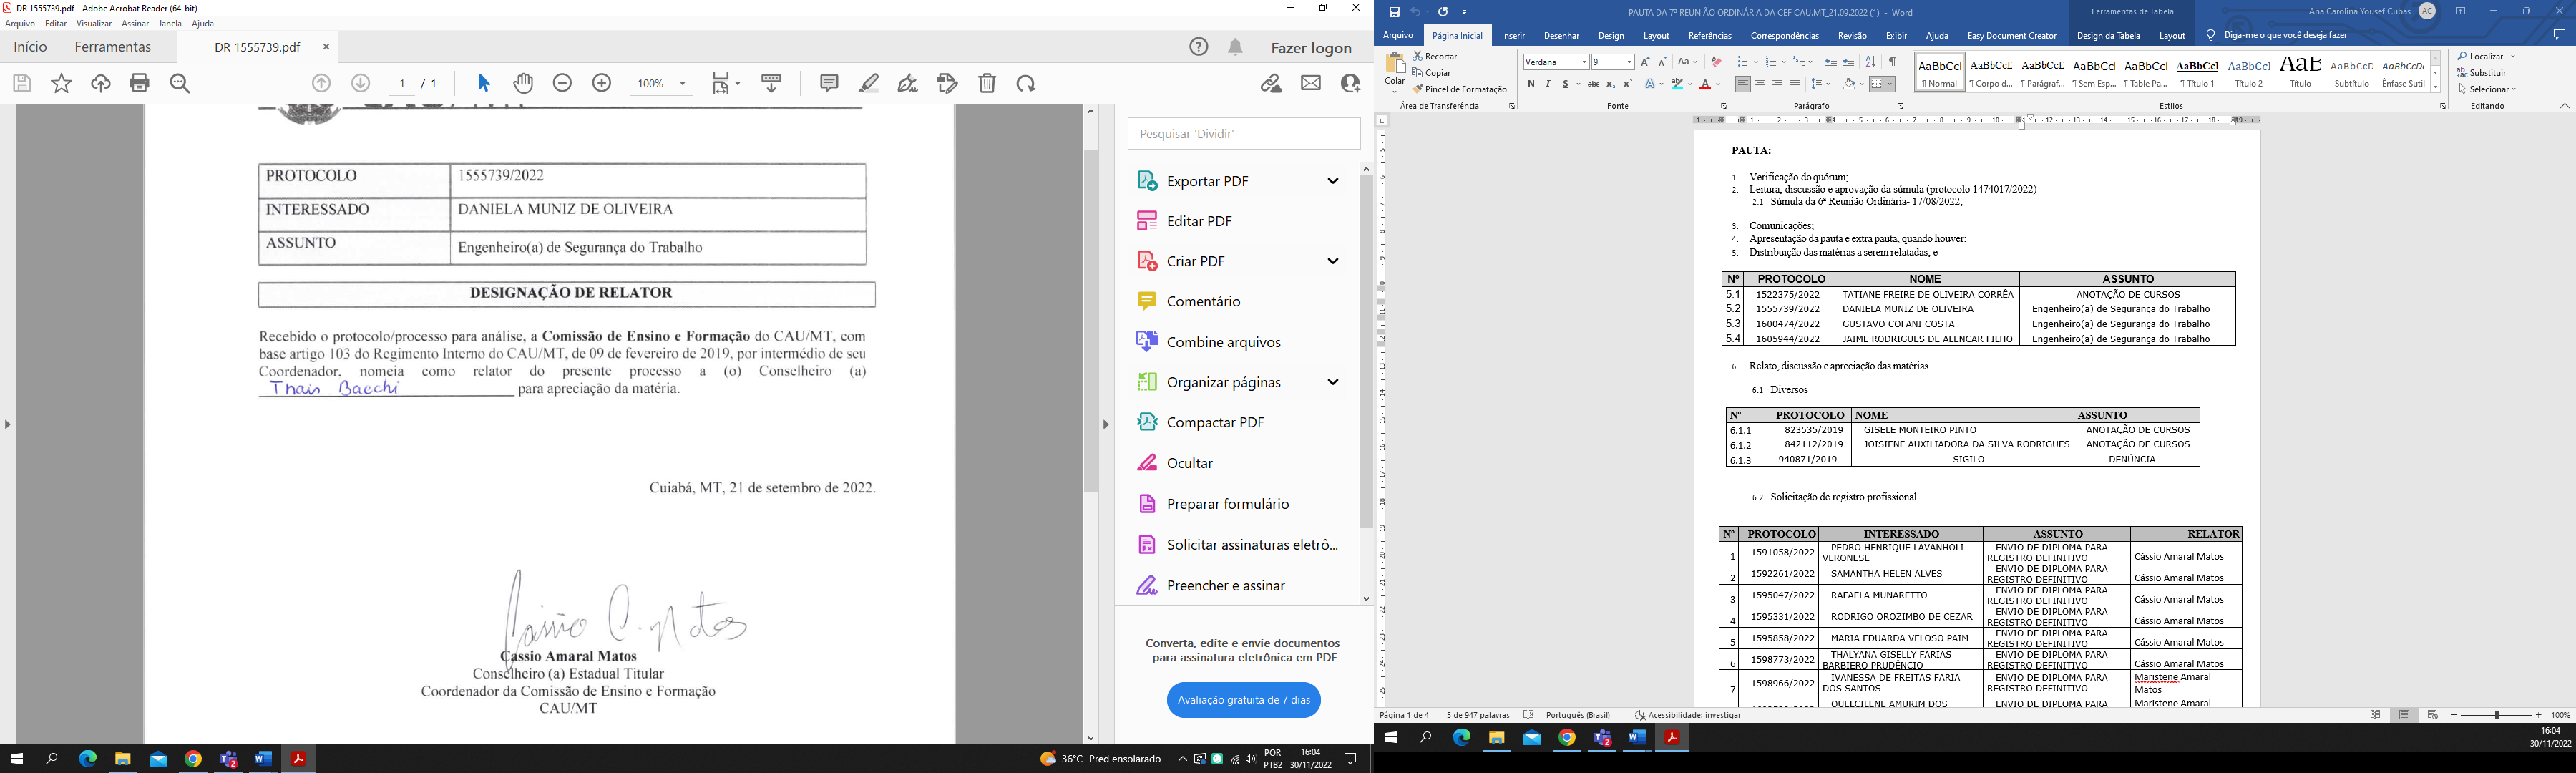 DR 1555739.pdf - Adobe Acrobat Reader (64-bit)
Arquivo Editar Visualizar Assinar Janela Ajuda
Início Ferramentas DR 1555739.pdf × Fazer logon
1 / 1 100%
PROTOCOLO 1555739/2022
INTERESSADO DANIELA MUNIZ DE OLIVEIRA
ASSUNTO Engenheiro(a) de Segurança do Trabalho
DESIGNAÇÃO DE RELATOR
Recebido o protocolo/processo para análise, a Comissão de Ensino e Formação do CAU/MT, com
base artigo 103 do Regimento Interno do CAU/MT, de 09 de fevereiro de 2019, por intermédio de seu
Coordenador, nomeia como relator do presente processo a (o) Conselheiro (a)
Thais Bacchi para apreciação da matéria.
Cuiabá, MT, 21 de setembro de 2022.
Cássio Amaral Matos
Conselheiro (a) Estadual Titular
Coordenador da Comissão de Ensino e Formação
CAU/MT
Pesquisar 'Dividir'
Exportar PDF
Editar PDF
Criar PDF
Comentário
Combine arquivos
Organizar páginas
Compactar PDF
Ocultar
Preparar formulário
Solicitar assinaturas eletrô...
Preencher e assinar
Converta, edite e envie documentos
para assinatura eletrônica em PDF
Avaliação gratuita de 7 dias
36°C Pred ensolarado
POR
PTB2
16:04
30/11/2022
PAUTA DA 7ª REUNIÃO ORDINÁRIA DA CEF CAU.MT_21.09.2022 (1) - Word
Ferramentas de Tabela
Ana Carolina Yousef Cubas AC
Arquivo Página Inicial Inserir Desenhar Design Layout Referências Correspondências Revisão Exibir Ajuda Easy Document Creator Design da Tabela Layout Diga-me o que você deseja fazer
Colar
Recortar
Copiar
Pincel de Formatação
Área de Transferência
Verdana 9
Fonte
Parágrafo
AaBbCcI AaBbCcD AaBbCcD AaBbCcI AaBbCcI AaBbCcI AaBbCcI AaB AaBbCcD AaBbCcDı
¶ Normal ¶ Corpo d... ¶ Parágraf... ¶ Sem Esp... ¶ Table Pa... ¶ Título 1 Título 2 Título Subtítulo Ênfase Sutil
Estilos
Localizar
Substituir
Selecionar
Editando
PAUTA:
1. Verificação do quórum;
2. Leitura, discussão e aprovação da súmula (protocolo 1474017/2022)
2.1 Súmula da 6ª Reunião Ordinária- 17/08/2022;
3. Comunicações;
4. Apresentação da pauta e extra pauta, quando houver;
5. Distribuição das matérias a serem relatadas; e
Nº PROTOCOLO NOME ASSUNTO
5.1 1522375/2022 TATIANE FREIRE DE OLIVEIRA CORRÊA ANOTAÇÃO DE CURSOS
5.2 1555739/2022 DANIELA MUNIZ DE OLIVEIRA Engenheiro(a) de Segurança do Trabalho
5.3 1600474/2022 GUSTAVO COFANI COSTA Engenheiro(a) de Segurança do Trabalho
5.4 1605944/2022 JAIME RODRIGUES DE ALENCAR FILHO Engenheiro(a) de Segurança do Trabalho
6. Relato, discussão e apreciação das matérias.
6.1 Diversos
Nº PROTOCOLO NOME ASSUNTO
6.1.1 823535/2019 GISELE MONTEIRO PINTO ANOTAÇÃO DE CURSOS
6.1.2 842112/2019 JOISIENE AUXILIADORA DA SILVA RODRIGUES ANOTAÇÃO DE CURSOS
6.1.3 940871/2019 SIGILO DENÚNCIA
6.2 Solicitação de registro profissional
Nº PROTOCOLO INTERESSADO ASSUNTO RELATOR
1 1591058/2022 PEDRO HENRIQUE LAVANHOLI VERONESE ENVIO DE DIPLOMA PARA REGISTRO DEFINITIVO Cássio Amaral Matos
2 1592261/2022 SAMANTHA HELEN ALVES ENVIO DE DIPLOMA PARA REGISTRO DEFINITIVO Cássio Amaral Matos
3 1595047/2022 RAFAELA MUNARETTO ENVIO DE DIPLOMA PARA REGISTRO DEFINITIVO Cássio Amaral Matos
4 1595331/2022 RODRIGO OROZIMBO DE CEZAR ENVIO DE DIPLOMA PARA REGISTRO DEFINITIVO Cássio Amaral Matos
5 1595858/2022 MARIA EDUARDA VELOSO PAIM ENVIO DE DIPLOMA PARA REGISTRO DEFINITIVO Cássio Amaral Matos
6 1598773/2022 THALYANA GISELLY FARIAS BARBIERO PRUDÊNCIO ENVIO DE DIPLOMA PARA REGISTRO DEFINITIVO Cássio Amaral Matos
7 1598966/2022 IVANESSA DE FREITAS FARIA DOS SANTOS ENVIO DE DIPLOMA PARA REGISTRO DEFINITIVO Maristene Amaral Matos
QUELCILENE AMURIM DOS ENVIO DE DIPLOMA PARA Maristene Amaral
Página 1 de 4 5 de 947 palavras Português (Brasil) Acessibilidade: investigar 100%
16:04
30/11/2022